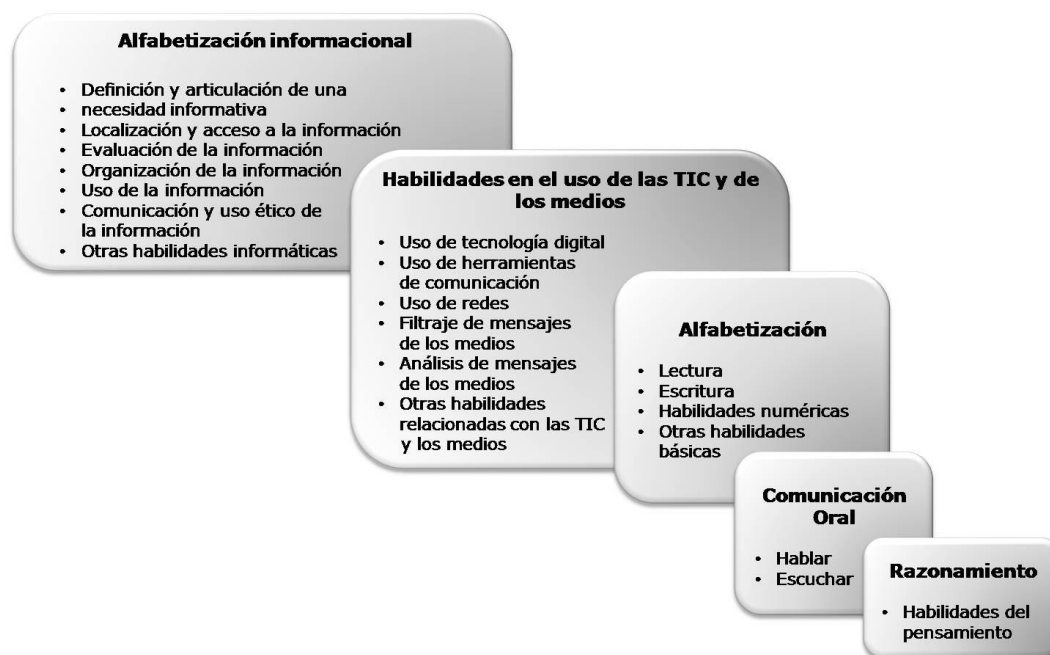 Alfabetización informacional
• Definición y articulación de una
• necesidad informativa
• Localización y acceso a la información
• Evaluación de la información
• Organización de la información
• Uso de la información
• Comunicación y uso ético de
la información
• Otras habilidades informáticas
Habilidades en el uso de las TIC y de
los medios
• Uso de tecnología digital
• Uso de herramientas
de comunicación
• Uso de redes
• Filtraje de mensajes
de los medios
• Análisis de mensajes
de los medios
• Otras habilidades
relacionadas con las TIC
y los medios
Alfabetización
• Lectura
• Escritura
• Habilidades numéricas
• Otras habilidades
básicas
Comunicación
Oral
• Hablar
• Escuchar
Razonamiento
• Habilidades del
pensamiento